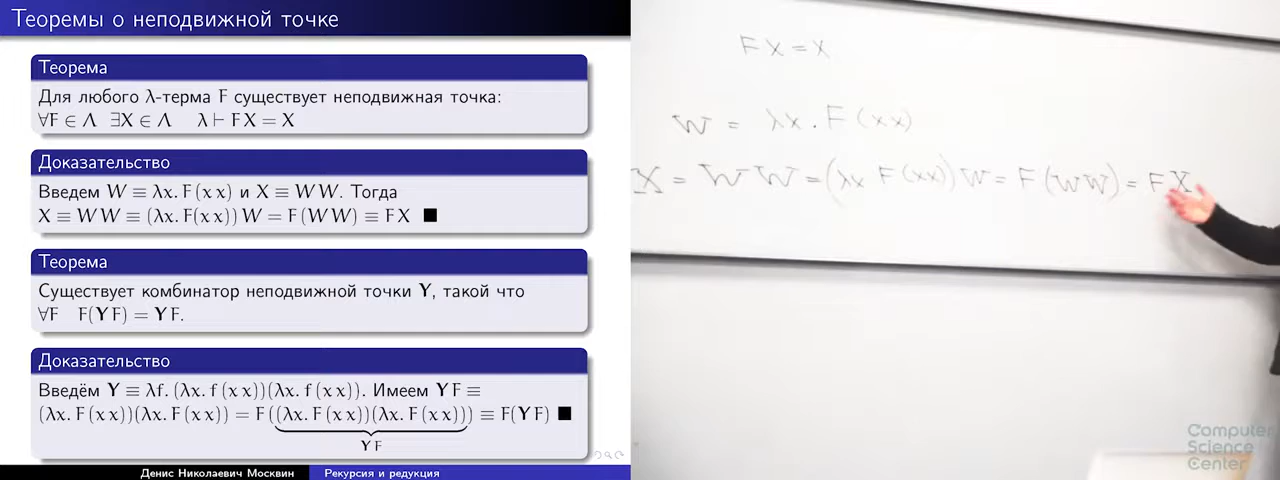 Теоремы о неподвижной точке
Теорема
Для любого λ-терма F существует неподвижная точка:
∀F ∈ Λ ∃X ∈ Λ λ ⊢ F X = X
Доказательство
Введем W ≡ λx. F (x x) и X ≡ W W. Тогда
X ≡ W W ≡ (λx. F(x x)) W = F (W W) ≡ F X ■
Теорема
Существует комбинатор неподвижной точки Y, такой что
∀F F(Y F) = Y F.
Доказательство
Введём Y ≡ λf. (λx. f (x x))(λx. f (x x)). Имеем Y F ≡
(λx. F (x x))(λx. F (x x)) = F ((λx. F (x x))(λx. F (x x))) ≡ F(Y F) ■
Y F
Денис Николаевич Москвин Рекурсия и редукция
F X = X
W = λx. F (x x)
X = W W = (λx F (xx)) W = F (W W) = F X
Computer
Science
Center